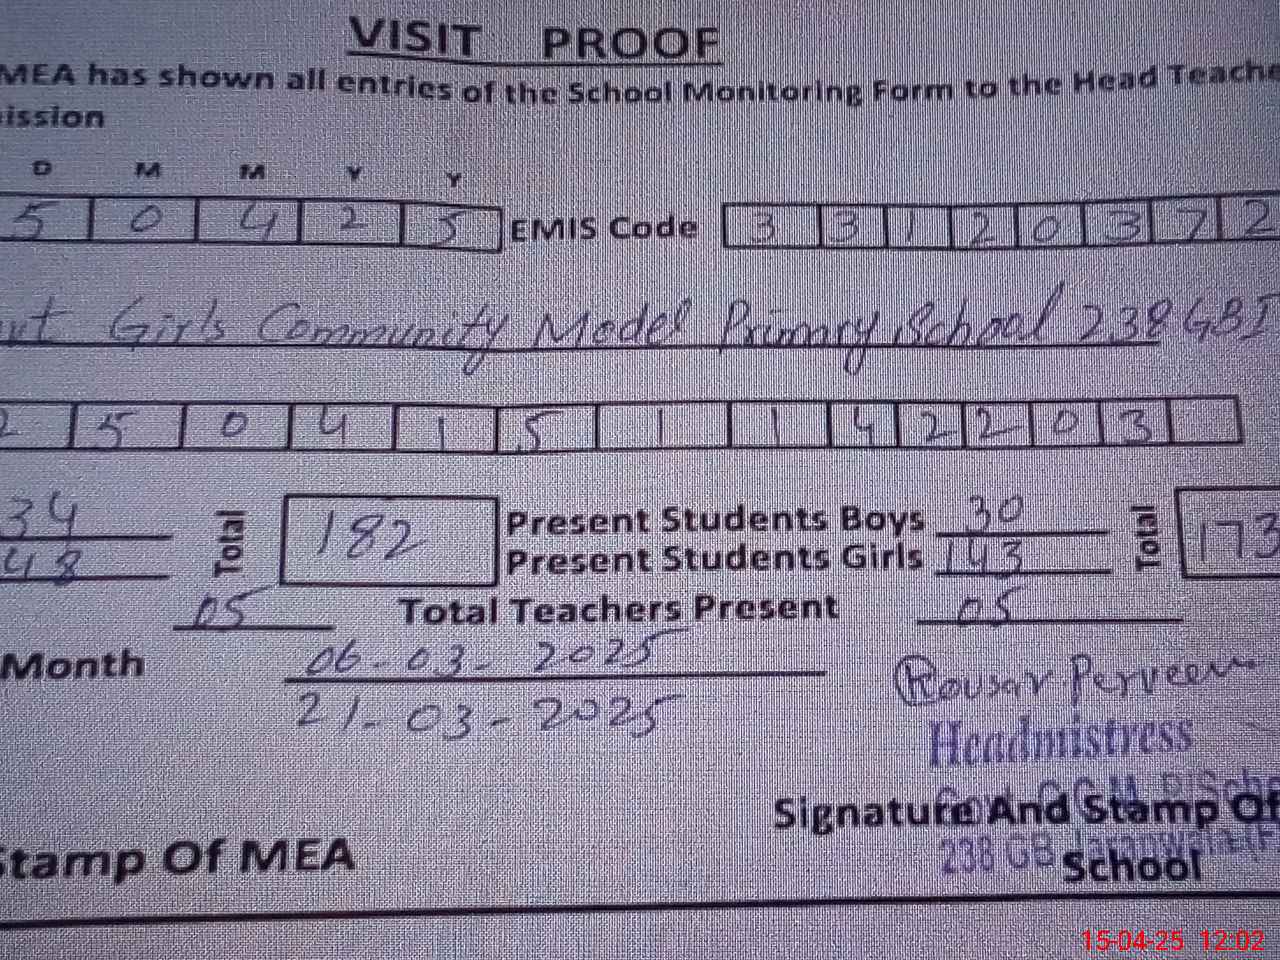 VISIT PROOF
MEA has shown all entries of the School Monitoring Form to the Head Teache
ission
D M M Y Y
5 0 4 2 5 EMIS Code 3 3 1 2 0 3 7 2
Girls Community Model Primary School 238 GB I
2 5 0 4 1 5 1 1 4 2 2 0 3
34 Total 182 Present Students Boys 30 Total 173
48 Present Students Girls 143
05 Total Teachers Present 05
Month 06-03-2025
21-03-2025
Kousar Perveen
Headmistress
Signature And Stamp Of
238 GB
School
Stamp Of MEA
15-04-25 12:02